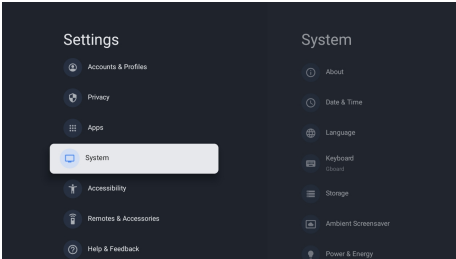 Settings
Accounts & Profiles
Privacy
Apps
System
Accessibility
Remotes & Accessories
Help & Feedback
System
About
Date & Time
Language
Keyboard
Gboard
Storage
Ambient Screensaver
Power & Energy